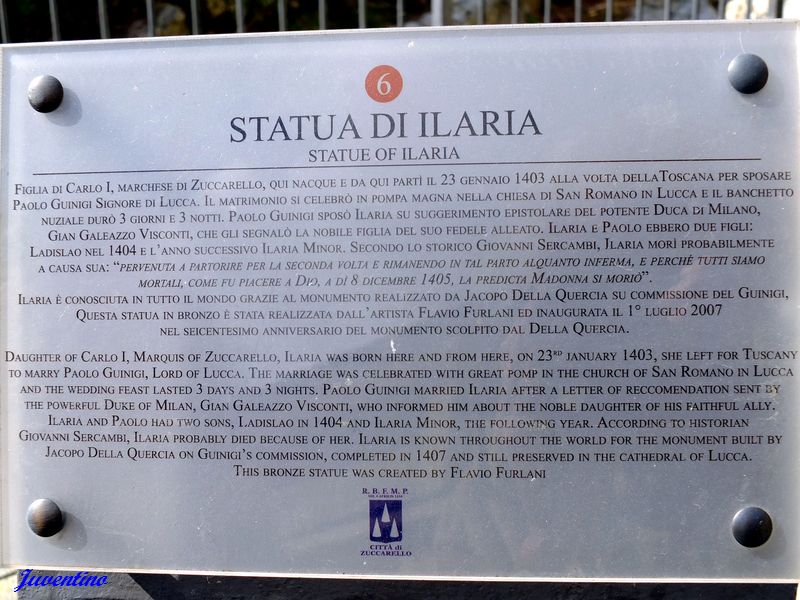 6
STATUA DI ILARIA
STATUE OF ILARIA
FIGLIA DI CARLO I, MARCHESE DI ZUCCARELLO, QUI NACQUE E DA QUI PARTÌ IL 23 GENNAIO 1403 ALLA VOLTA DELLA TOSCANA PER SPOSARE
PAOLO GUINIGI SIGNORE DI LUCCA. IL MATRIMONIO SI CELEBRÒ IN POMPA MAGNA NELLA CHIESA DI SAN ROMANO IN LUCCA E IL BANCHETTO
NUZIALE DURÒ 3 GIORNI E 3 NOTTI. PAOLO GUINIGI SPOSÒ ILARIA SU SUGGERIMENTO EPISTOLARE DEL POTENTE DUCA DI MILANO,
GIAN GALEAZZO VISCONTI, CHE GLI SEGNALÒ LA NOBILE FIGLIA DEL SUO FEDELE ALLEATO. ILARIA E PAOLO EBBERO DUE FIGLI:
LADISLAO NEL 1404 E L'ANNO SUCCESSIVO ILARIA MINOR. SECONDO LO STORICO GIOVANNI SERCAMBI, ILARIA MORÌ PROBABILMENTE
A CAUSA SUA: "PERVENUTA A PARTORIRE PER LA SECONDA VOLTA E RIMANENDO IN TAL PARTO ALQUANTO INFERMA, E PERCHÉ TUTTI SIAMO
MORTALI, COME FU PIACERE A DIO, A DÌ 8 DICEMBRE 1405, LA PREDICTA MADONNA SI MORIÒ".
ILARIA È CONOSCIUTA IN TUTTO IL MONDO GRAZIE AL MONUMENTO REALIZZATO DA JACOPO DELLA QUERCIA SU COMMISSIONE DEL GUINIGI,
QUESTA STATUA IN BRONZO È STATA REALIZZATA DALL'ARTISTA FLAVIO FURLANI ED INAUGURATA IL 1° LUGLIO 2007
NEL SEICENTESIMO ANNIVERSARIO DEL MONUMENTO SCOLPITO DAL DELLA QUERCIA.
DAUGHTER OF CARLO I, MARQUIS OF ZUCCARELLO, ILARIA WAS BORN HERE AND FROM HERE, ON 23RD JANUARY 1403, SHE LEFT FOR TUSCANY
TO MARRY PAOLO GUINIGI, LORD OF LUCCA. THE MARRIAGE WAS CELEBRATED WITH GREAT POMP IN THE CHURCH OF SAN ROMANO IN LUCCA
AND THE WEDDING FEAST LASTED 3 DAYS AND 3 NIGHTS. PAOLO GUINIGI MARRIED ILARIA AFTER A LETTER OF RECCOMENDATION SENT BY
THE POWERFUL DUKE OF MILAN, GIAN GALEAZZO VISCONTI, WHO INFORMED HIM ABOUT THE NOBLE DAUGHTER OF HIS FAITHFUL ALLY.
ILARIA AND PAOLO HAD TWO SONS, LADISLAO IN 1404 AND ILARIA MINOR, THE FOLLOWING YEAR. ACCORDING TO HISTORIAN
GIOVANNI SERCAMBI, ILARIA PROBABLY DIED BECAUSE OF HER. ILARIA IS KNOWN THROUGHOUT THE WORLD FOR THE MONUMENT BUILT BY
JACOPO DELLA QUERCIA ON GUINIGI'S COMMISSION, COMPLETED IN 1407 AND STILL PRESERVED IN THE CATHEDRAL OF LUCCA.
THIS BRONZE STATUE WAS CREATED BY FLAVIO FURLANI
R. B. F. M. P.
CITTÀ di
ZUCCARELLO
Juventino